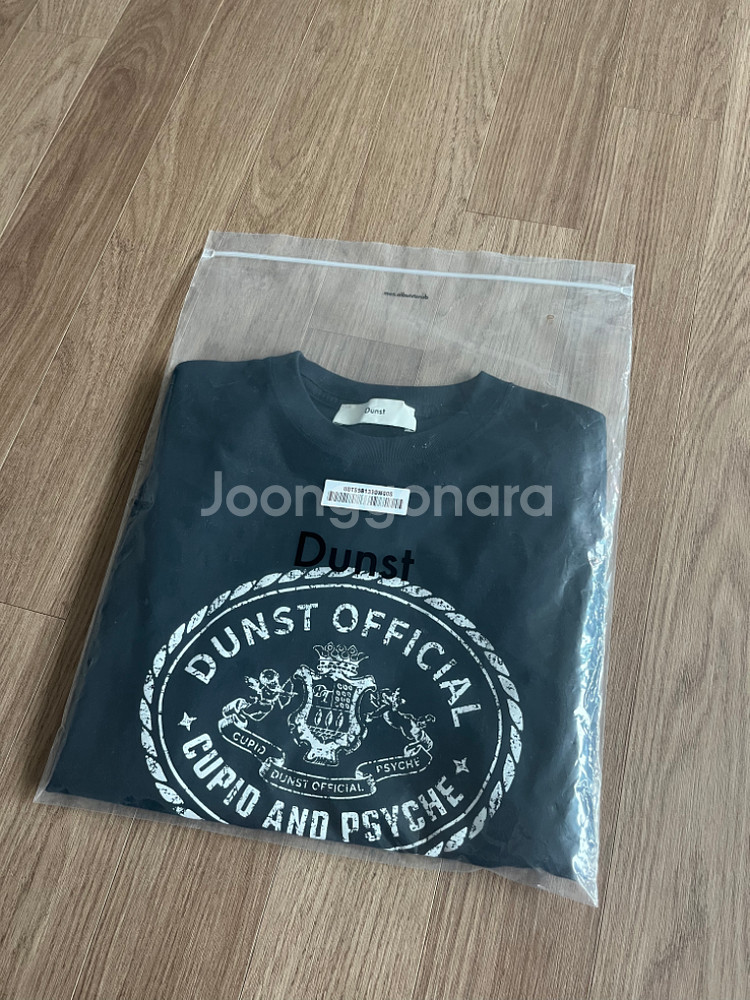 Dunst
Joonggonara
Dunst
DUNST OFFICIAL
CUPID
PSYCHE
DUNST OFFICIAL
CUPID AND PSYCHE